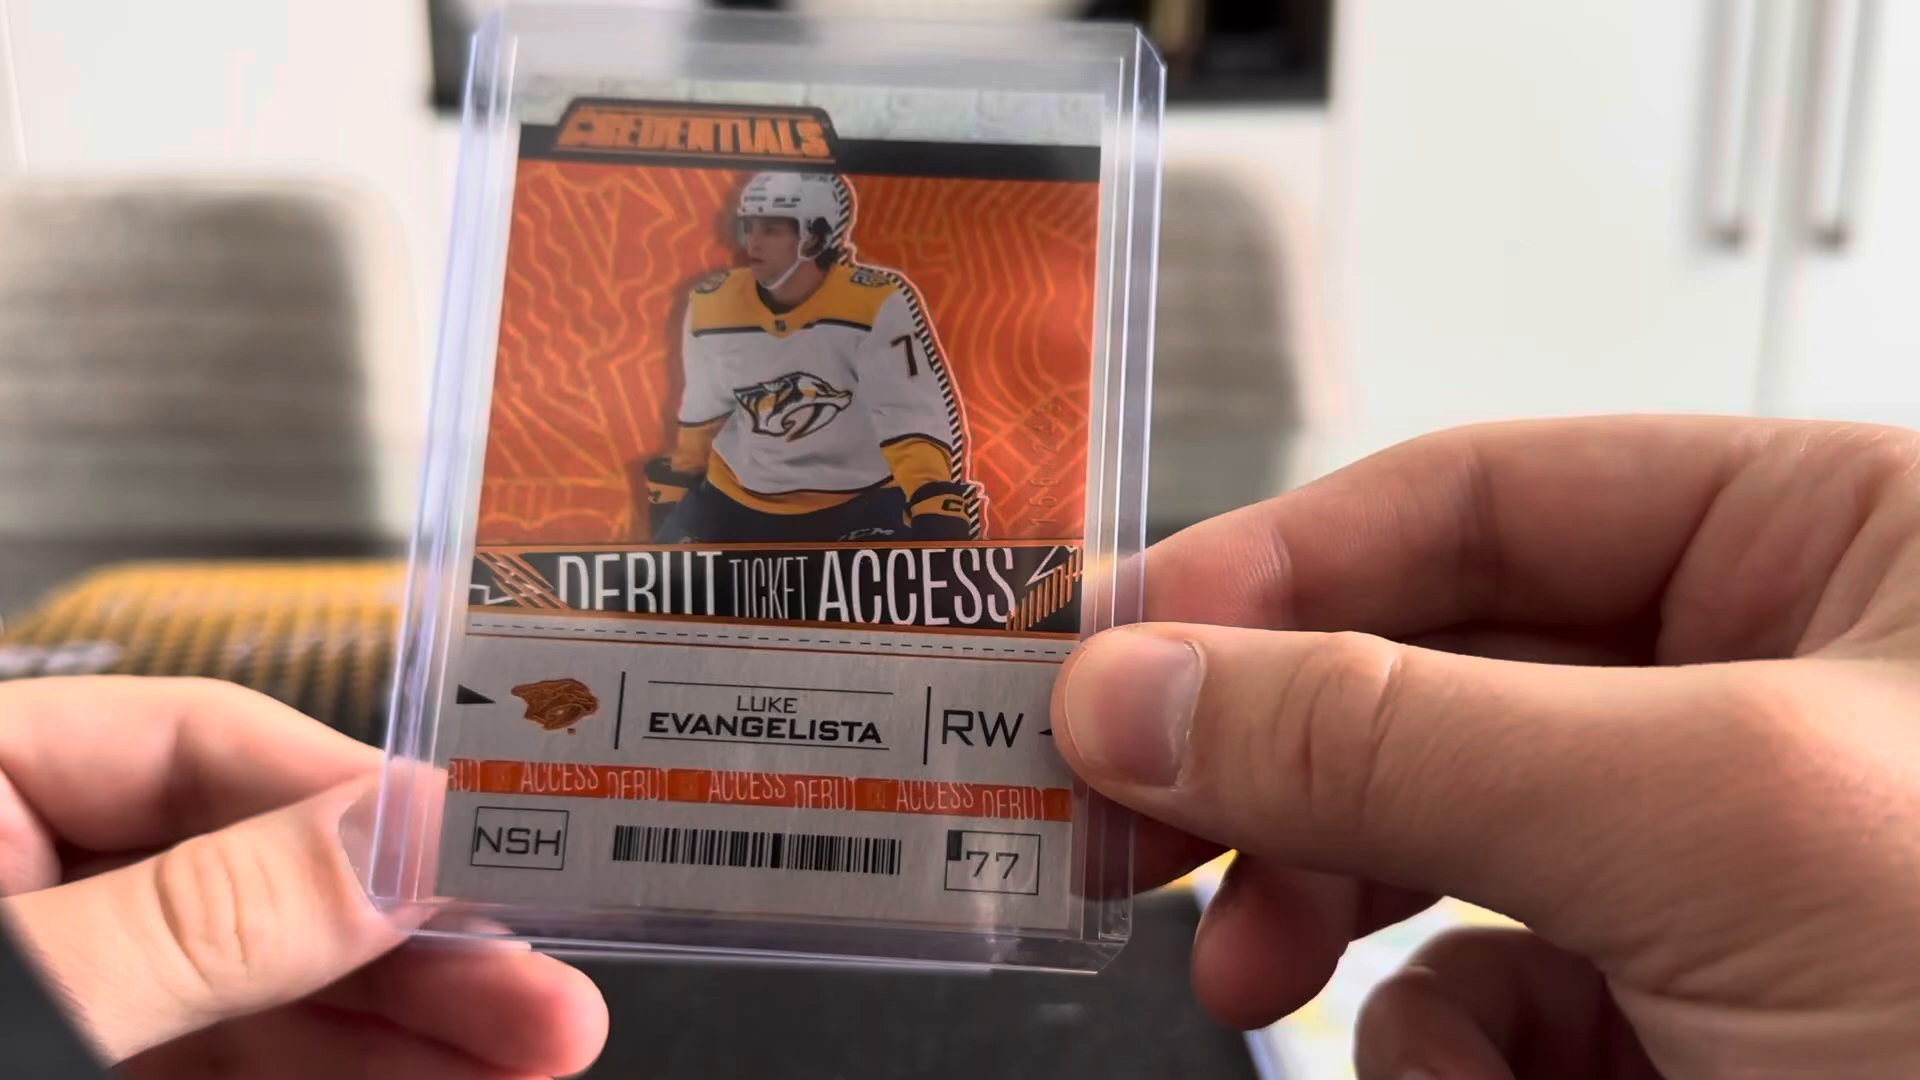 CREDENTIALS
7
DEBUT TICKET ACCESS
LUKE
EVANGELISTA
RW
ACCESS DEBUT ACCESS DEBUT ACCESS DEBUT
NSH
77